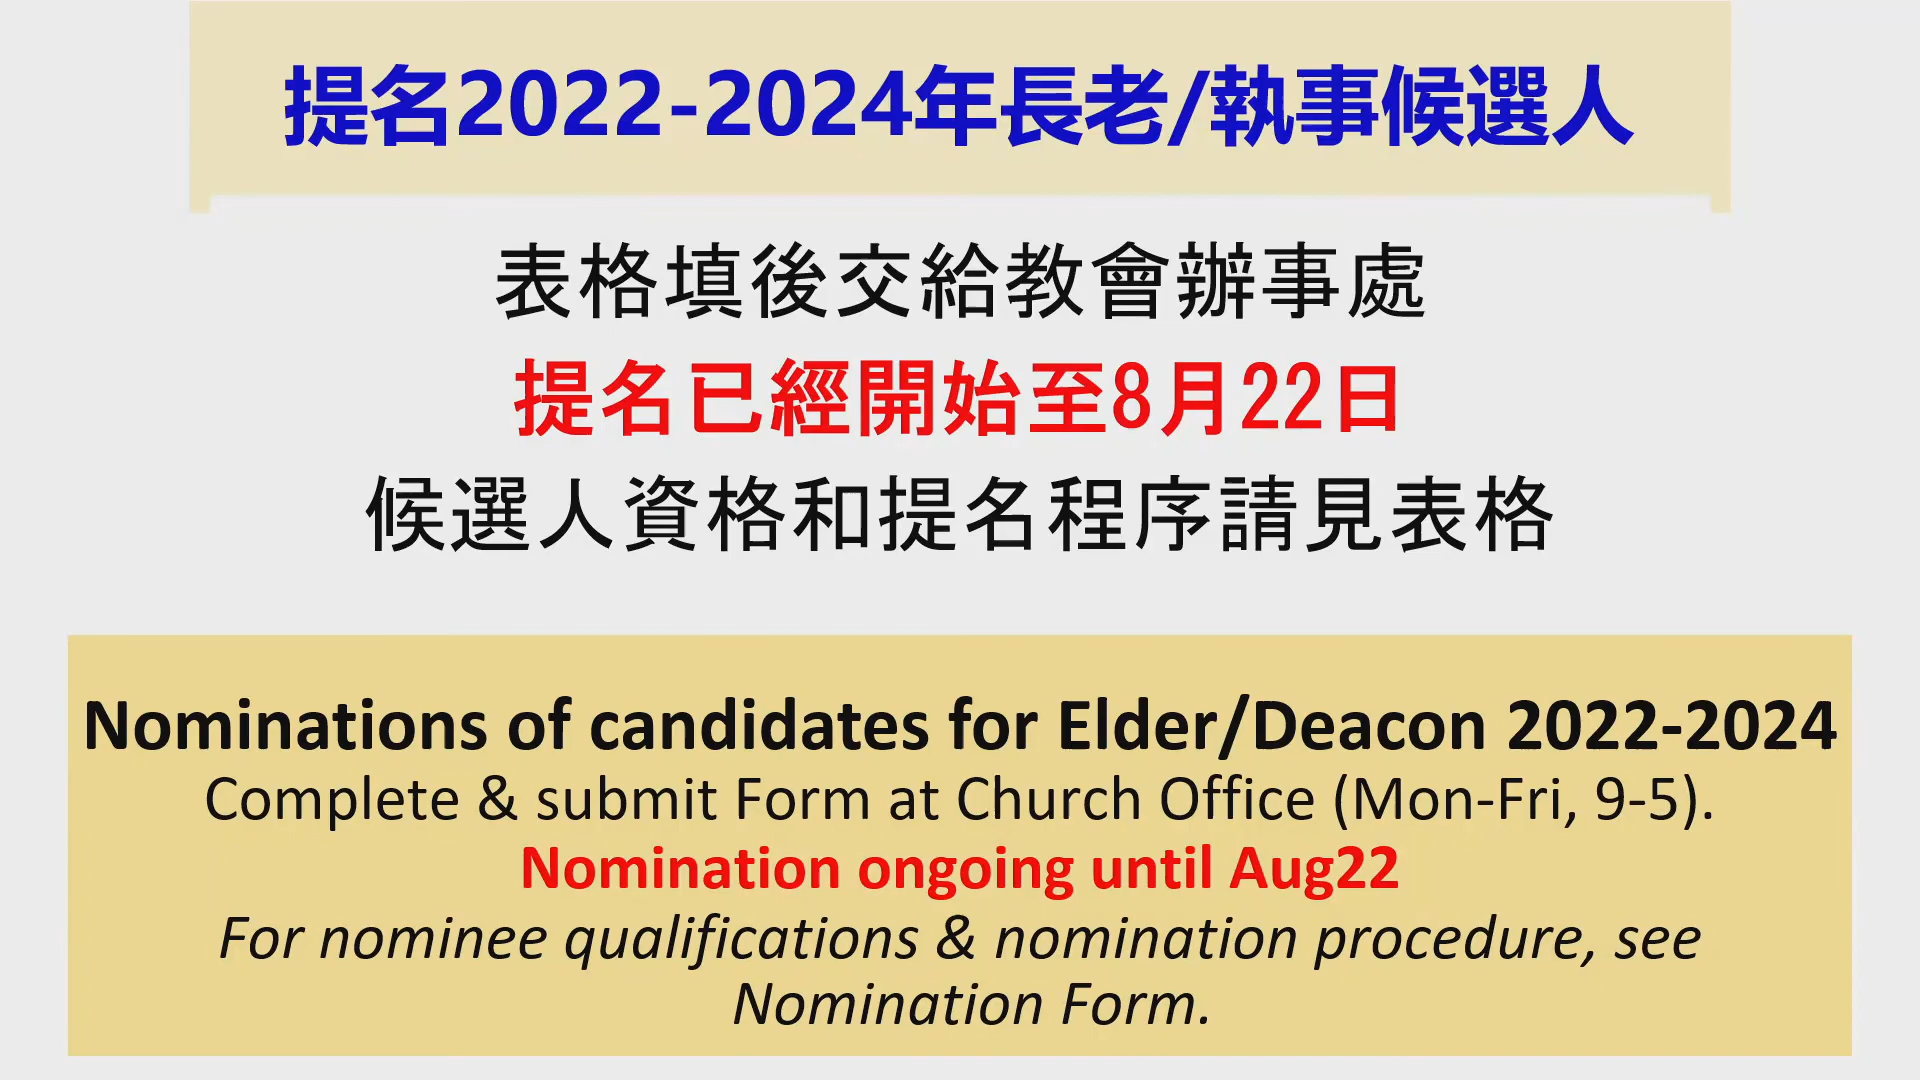 提名2022-2024年長老/執事候選人
表格填後交給教會辦事處
提名已經開始至8月22日
候選人資格和提名程序請見表格
Nominations of candidates for Elder/Deacon 2022-2024
Complete & submit Form at Church Office (Mon-Fri, 9-5).
Nomination ongoing until Aug22
For nominee qualifications & nomination procedure, see
Nomination Form.